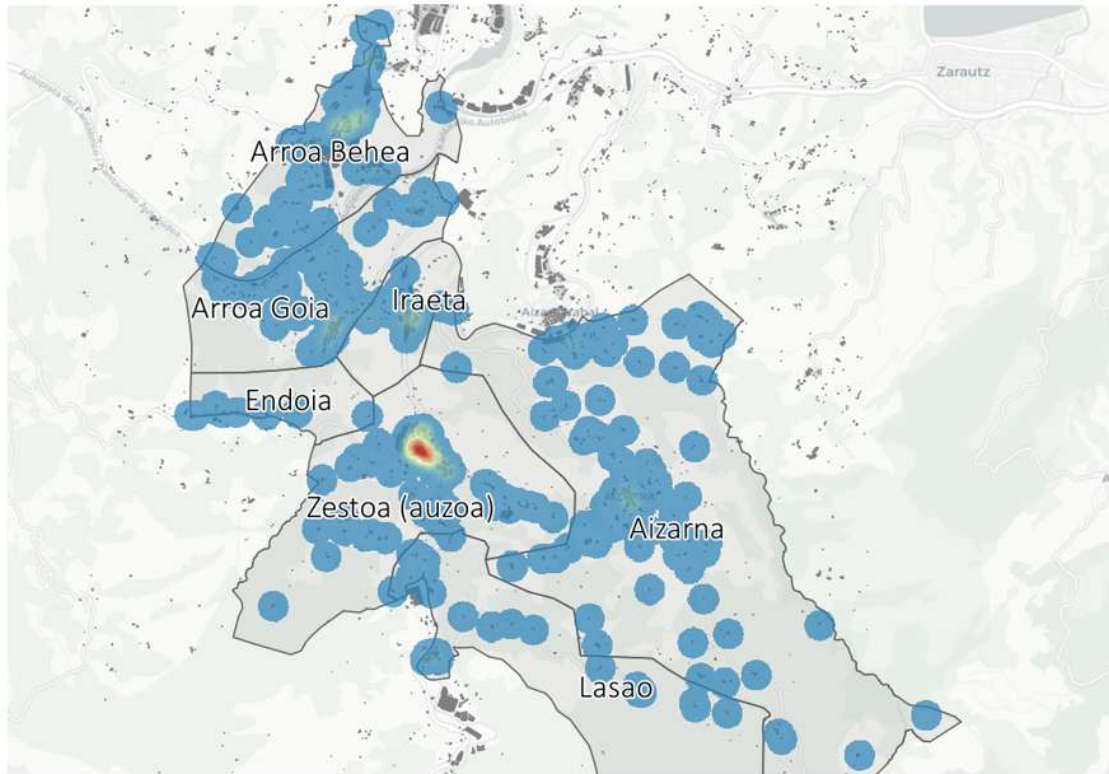 Zarautz
Arroa Behea
Arroa Goia
Iraeta
Endoia
Zestoa (auzoa)
Aizarna
Lasao